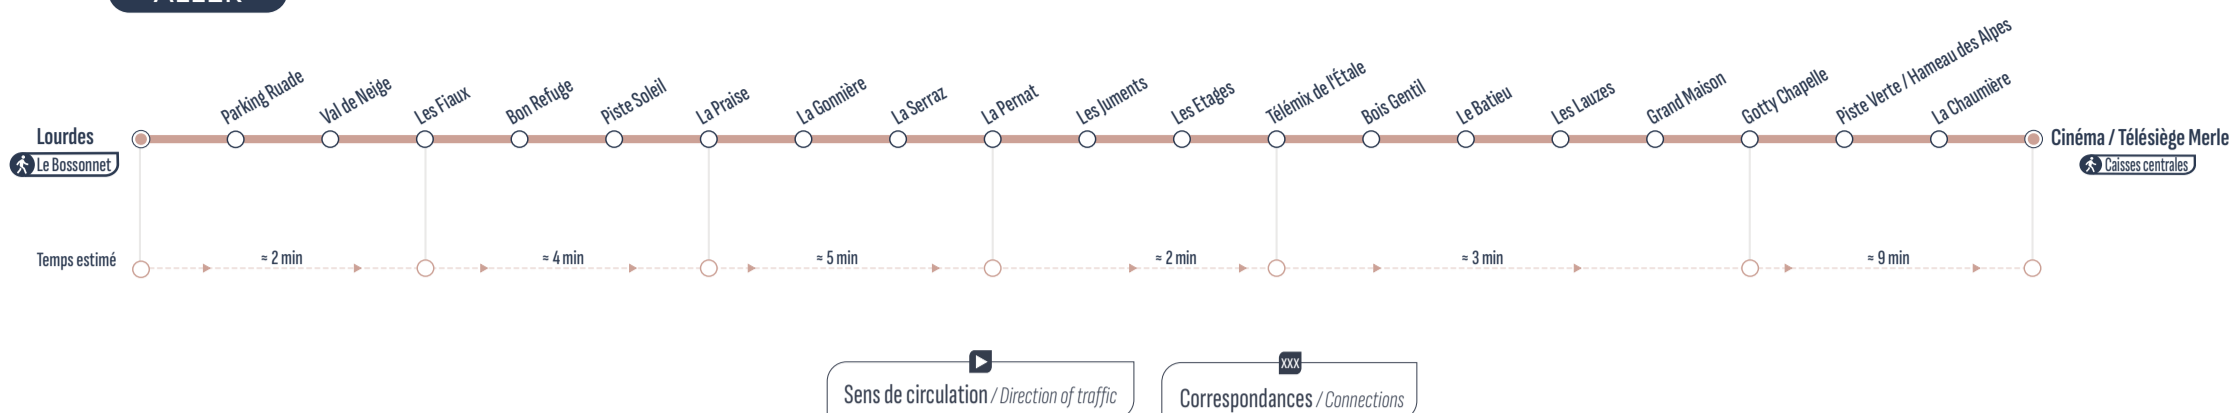 ALLER
Parking Ruade
Val de Neige
Les Fiaux
Bon Refuge
Piste Soleil
La Praise
La Gonnière
La Serraz
La Pernat
Les Juments
Les Etages
Télémix de l'Étale
Bois Gentil
Le Batieu
Les Lauzes
Grand Maison
Gotty Chapelle
Piste Verte / Hameau des Alpes
La Chaumière
Lourdes
Le Bossonnet
Cinéma / Télésiège Merle
Caisses centrales
Temps estimé
≈ 2 min
≈ 4 min
≈ 5 min
≈ 2 min
≈ 3 min
≈ 9 min
Sens de circulation / Direction of traffic
XXX
Correspondances / Connections